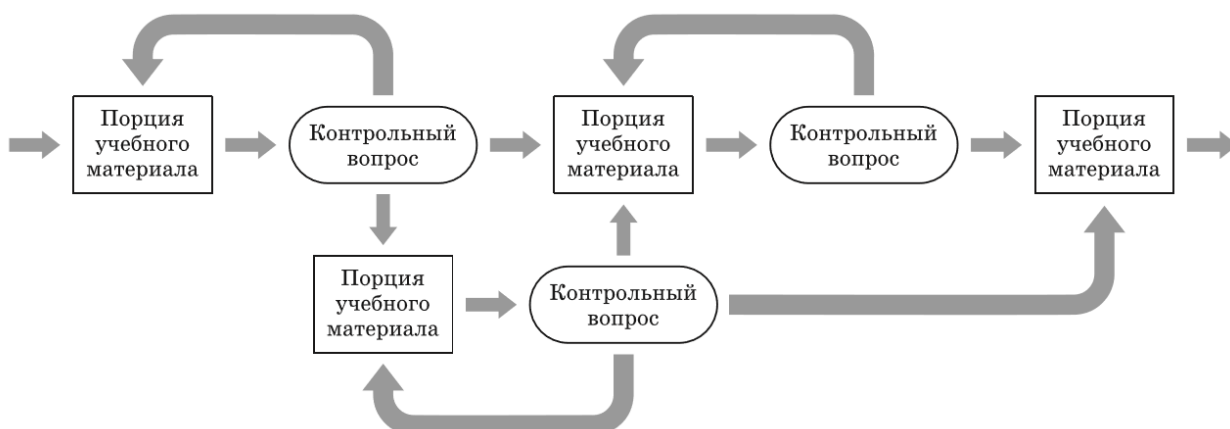 Порция
учебного
материала
Контрольный
вопрос
Порция
учебного
материала
Контрольный
вопрос
Порция
учебного
материала
Порция
учебного
материала
Контрольный
вопрос